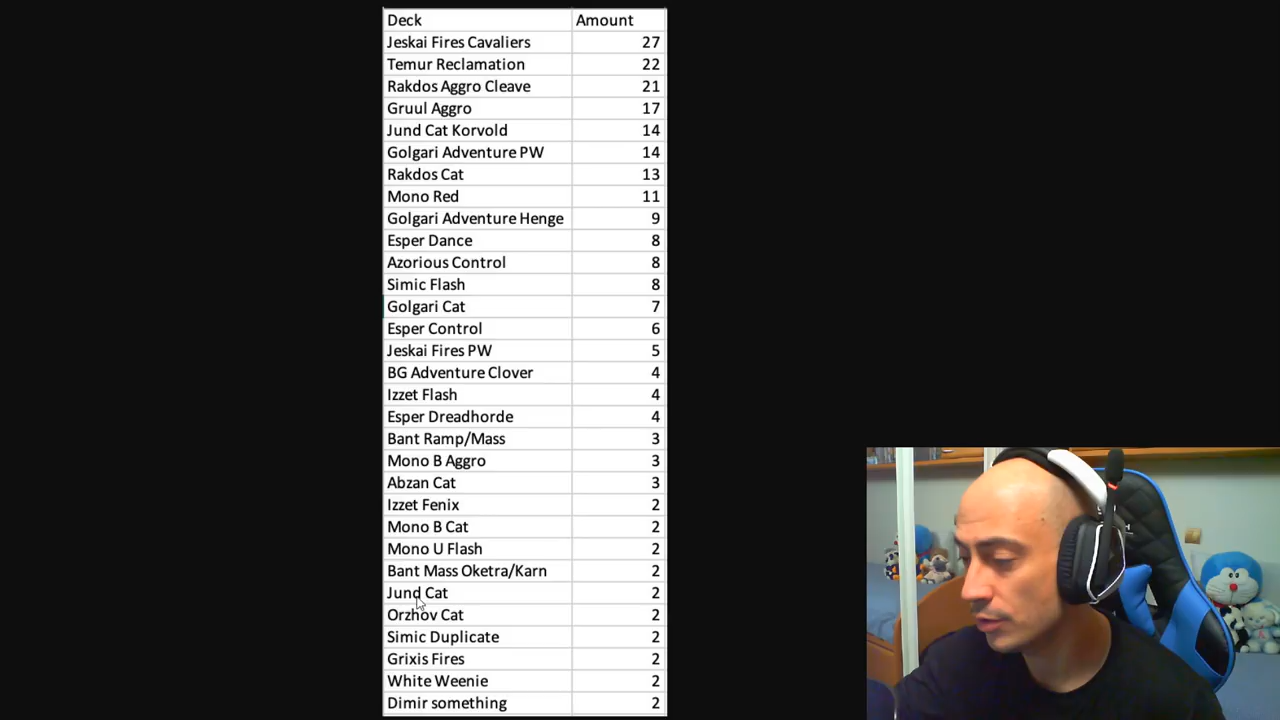 Deck Amount
Jeskai Fires Cavaliers 27
Temur Reclamation 22
Rakdos Aggro Cleave 21
Gruul Aggro 17
Jund Cat Korvold 14
Golgari Adventure PW 14
Rakdos Cat 13
Mono Red 11
Golgari Adventure Henge 9
Esper Dance 8
Azorious Control 8
Simic Flash 8
Golgari Cat 7
Esper Control 6
Jeskai Fires PW 5
BG Adventure Clover 4
Izzet Flash 4
Esper Dreadhorde 4
Bant Ramp/Mass 3
Mono B Aggro 3
Abzan Cat 3
Izzet Fenix 2
Mono B Cat 2
Mono U Flash 2
Bant Mass Oketra/Karn 2
Jund Cat 2
Orzhov Cat 2
Simic Duplicate 2
Grixis Fires 2
White Weenie 2
Dimir something 2